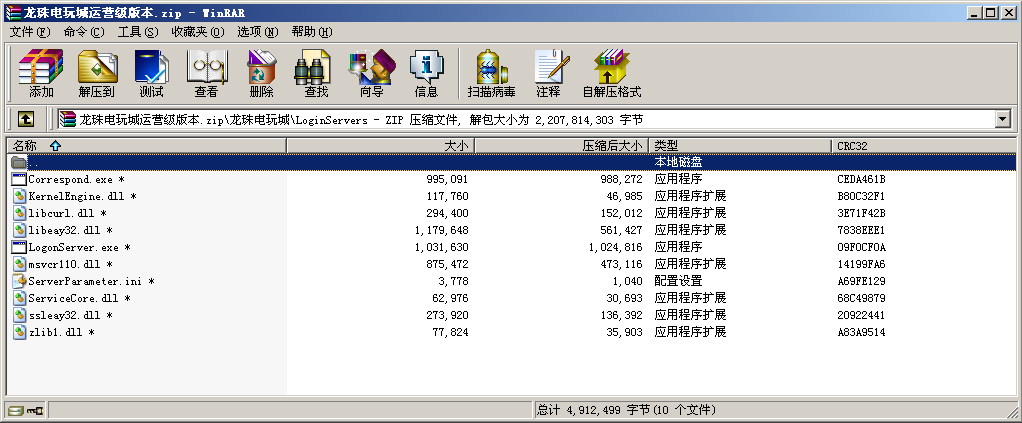 龙珠电玩城运营级版本.zip - WinRAR
文件(F) 命令(C) 工具(S) 收藏夹(O) 选项(N) 帮助(H)
添加 解压到 测试 查看 删除 查找 向导 信息 扫描病毒 注释 自解压格式
龙珠电玩城运营级版本.zip\龙珠电玩城\LoginServers - ZIP 压缩文件, 解包大小为 2,207,814,303 字节
名称 大小 压缩后大小 类型 CRC32
.. 本地磁盘
Correspond.exe * 995,091 988,272 应用程序 CEDA461B
KernelEngine.dll * 117,760 46,985 应用程序扩展 B80C32F1
libcurl.dll * 294,400 152,012 应用程序扩展 3E71F42B
libeay32.dll * 1,179,648 561,427 应用程序扩展 7838EEE1
LogonServer.exe * 1,031,630 1,024,816 应用程序 09F0CF0A
msvcr110.dll * 875,472 473,116 应用程序扩展 14199FA6
ServerParameter.ini * 3,778 1,040 配置设置 A69FE129
ServiceCore.dll * 62,976 30,693 应用程序扩展 68C49879
ssleay32.dll * 273,920 136,392 应用程序扩展 20922441
zlib1.dll * 77,824 35,903 应用程序扩展 A83A9514
总计 4,912,499 字节(10 个文件)